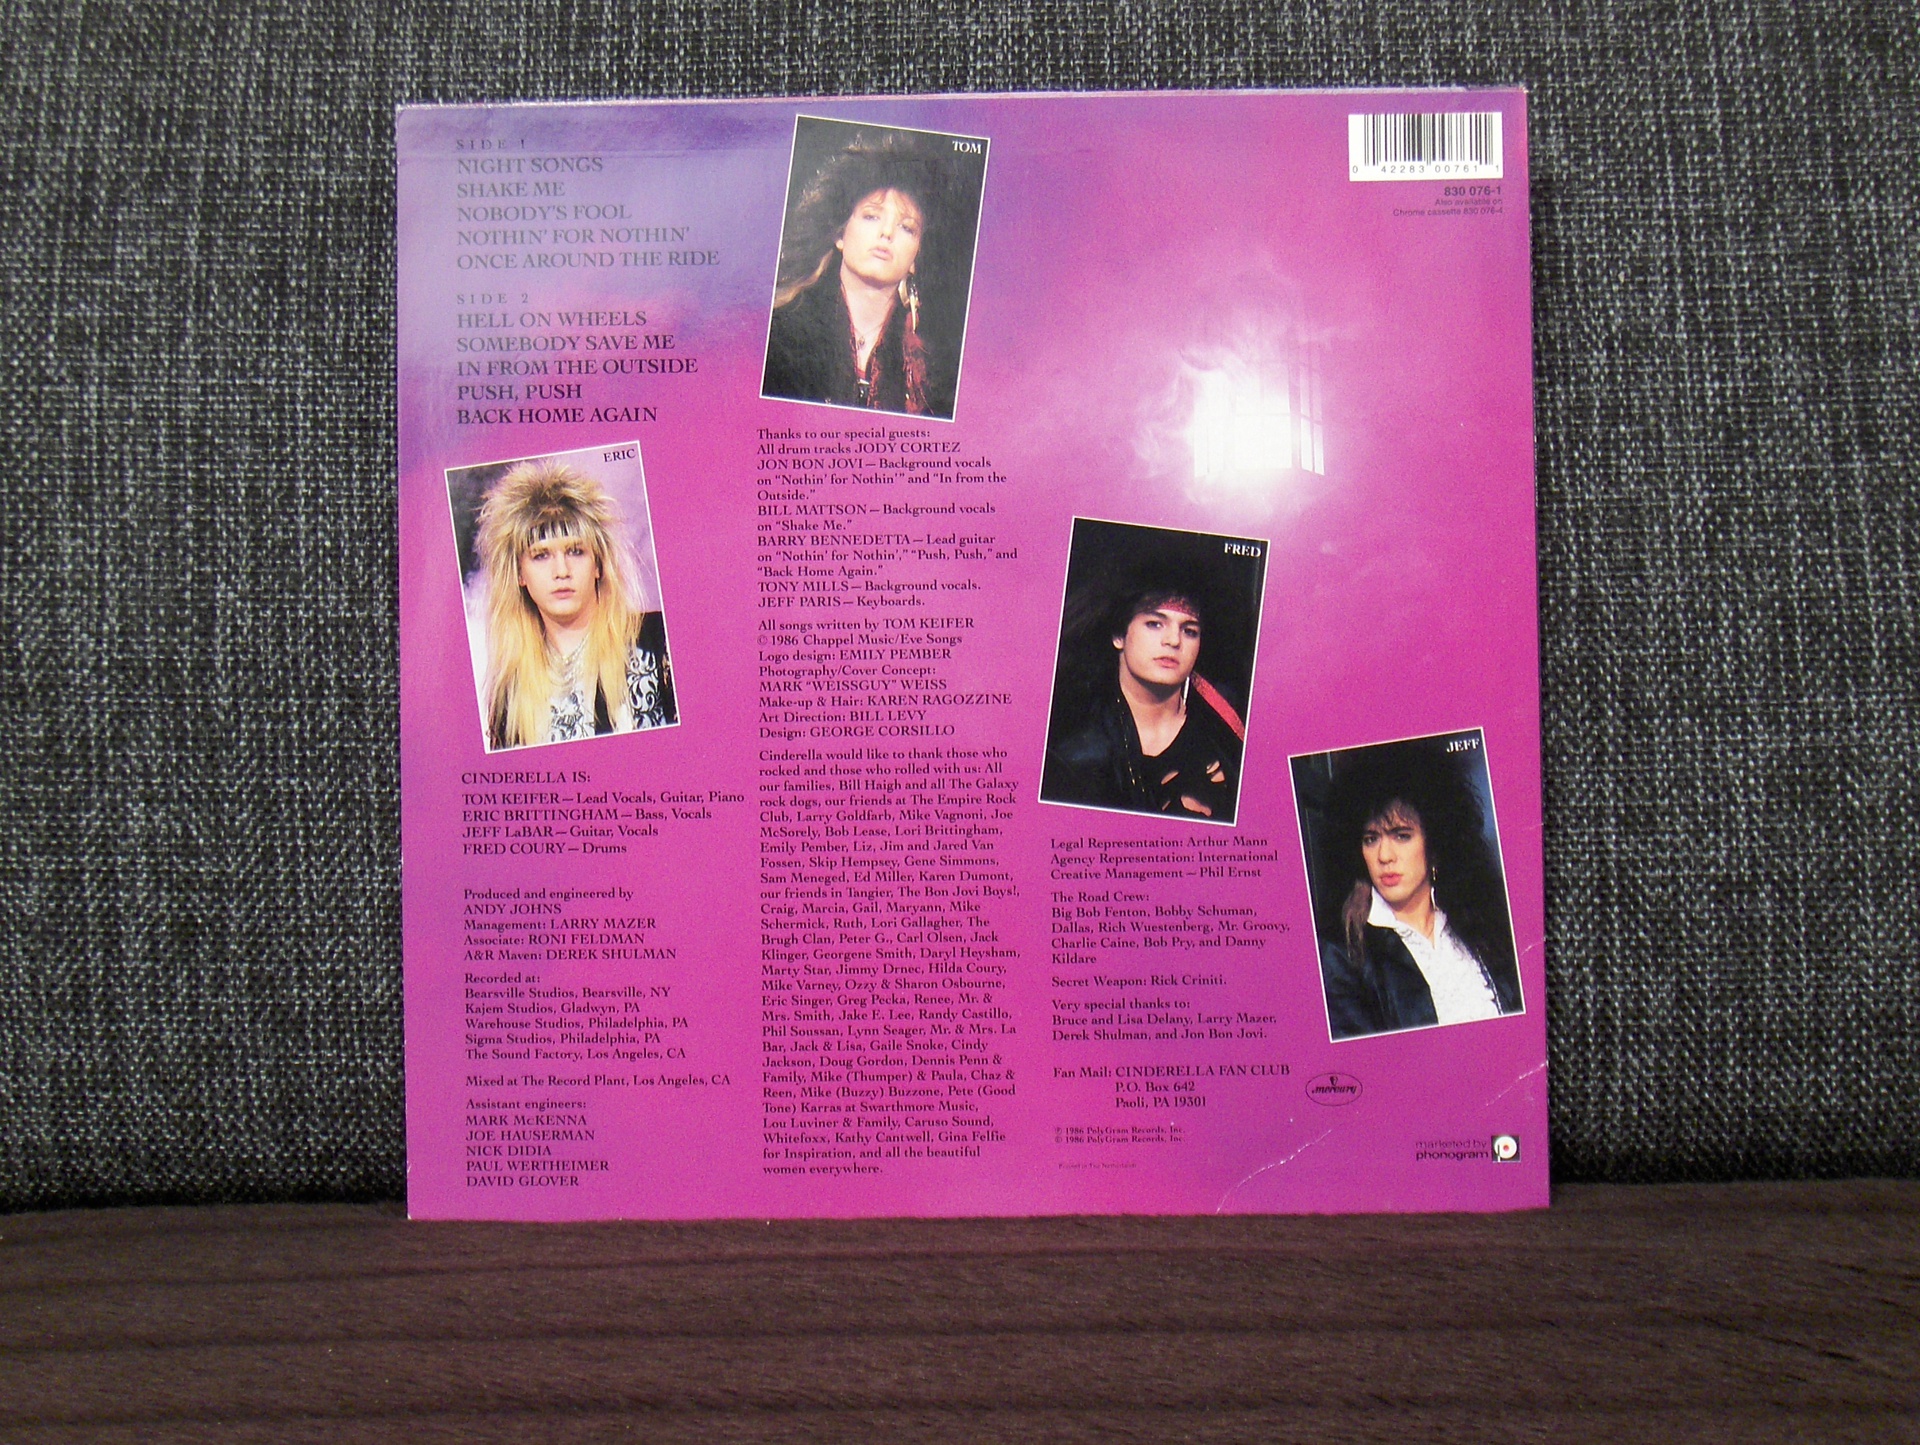 SIDE 1
NIGHT SONGS
SHAKE ME
NOBODY'S FOOL
NOTHIN' FOR NOTHIN'
ONCE AROUND THE RIDE
SIDE 2
HELL ON WHEELS
SOMEBODY SAVE ME
IN FROM THE OUTSIDE
PUSH, PUSH
BACK HOME AGAIN
ERIC
CINDERELLA IS:
TOM KEIFER—Lead Vocals, Guitar, Piano
ERIC BRITTINGHAM—Bass, Vocals
JEFF LaBAR—Guitar, Vocals
FRED COURY—Drums
Produced and engineered by
ANDY JOHNS
Management: LARRY MAZER
Associate: RONI FELDMAN
A&R Maven: DEREK SHULMAN
Recorded at:
Bearsville Studios, Bearsville, NY
Kajem Studios, Gladwyn, PA
Warehouse Studios, Philadelphia, PA
Sigma Studios, Philadelphia, PA
The Sound Factory, Los Angeles, CA
Mixed at The Record Plant, Los Angeles, CA
Assistant engineers:
MARK McKENNA
JOE HAUSERMAN
NICK DIDIA
PAUL WERTHEIMER
DAVID GLOVER
TOM
Thanks to our special guests:
All drum tracks JODY CORTEZ
JON BON JOVI—Background vocals
on "Nothin' for Nothin'" and "In from the
Outside."
BILL MATTSON—Background vocals
on "Shake Me."
BARRY BENNEDETTA—Lead guitar
on "Nothin' for Nothin'," "Push, Push," and
"Back Home Again."
TONY MILLS—Background vocals.
JEFF PARIS—Keyboards.
All songs written by TOM KEIFER
© 1986 Chappel Music/Eve Songs
Logo design: EMILY PEMBER
Photography/Cover Concept:
MARK "WEISSGUY" WEISS
Make-up & Hair: KAREN RAGOZZINE
Art Direction: BILL LEVY
Design: GEORGE CORSILLO
Cinderella would like to thank those who
rocked and those who rolled with us: All
our families, Bill Haigh and all The Galaxy
rock dogs, our friends at The Empire Rock
Club, Larry Goldfarb, Mike Vagnoni, Joe
McSorely, Bob Lease, Lori Brittingham,
Emily Pember, Liz, Jim and Jared Van
Fossen, Skip Hempsey, Gene Simmons,
Sam Meneged, Ed Miller, Karen Dumont,
our friends in Tangier, The Bon Jovi Boys!,
Craig, Marcia, Gail, Maryann, Mike
Schermick, Ruth, Lori Gallagher, The
Brugh Clan, Peter G., Carl Olsen, Jack
Klinger, Georgene Smith, Daryl Heysham,
Marty Star, Jimmy Drnec, Hilda Coury,
Mike Varney, Ozzy & Sharon Osbourne,
Eric Singer, Greg Pecka, Renee, Mr. &
Mrs. Smith, Jake E. Lee, Randy Castillo,
Phil Soussan, Lynn Seager, Mr. & Mrs. La
Bar, Jack & Lisa, Gaile Snoke, Cindy
Jackson, Doug Gordon, Dennis Penn &
Family, Mike (Thumper) & Paula, Chaz &
Reen, Mike (Buzzy) Buzzone, Pete (Good
Tone) Karras at Swarthmore Music,
Lou Luviner & Family, Caruso Sound,
Whitefoxx, Kathy Cantwell, Gina Felfie
for Inspiration, and all the beautiful
women everywhere.
FRED
Legal Representation: Arthur Mann
Agency Representation: International
Creative Management—Phil Ernst
The Road Crew:
Big Bob Fenton, Bobby Schuman,
Dallas, Rich Wuestenberg, Mr. Groovy,
Charlie Caine, Bob Pry, and Danny
Kildare
Secret Weapon: Rick Criniti.
Very special thanks to:
Bruce and Lisa Delany, Larry Mazer,
Derek Shulman, and Jon Bon Jovi.
Fan Mail: CINDERELLA FAN CLUB
P.O. Box 642
Paoli, PA 19301
℗ 1986 PolyGram Records, Inc.
© 1986 PolyGram Records, Inc.
Printed in The Netherlands
0 42283 00761 1
830 076-1
Also available on
Chrome cassette 830 076-4
JEFF
mercury
marketed by
phonogram